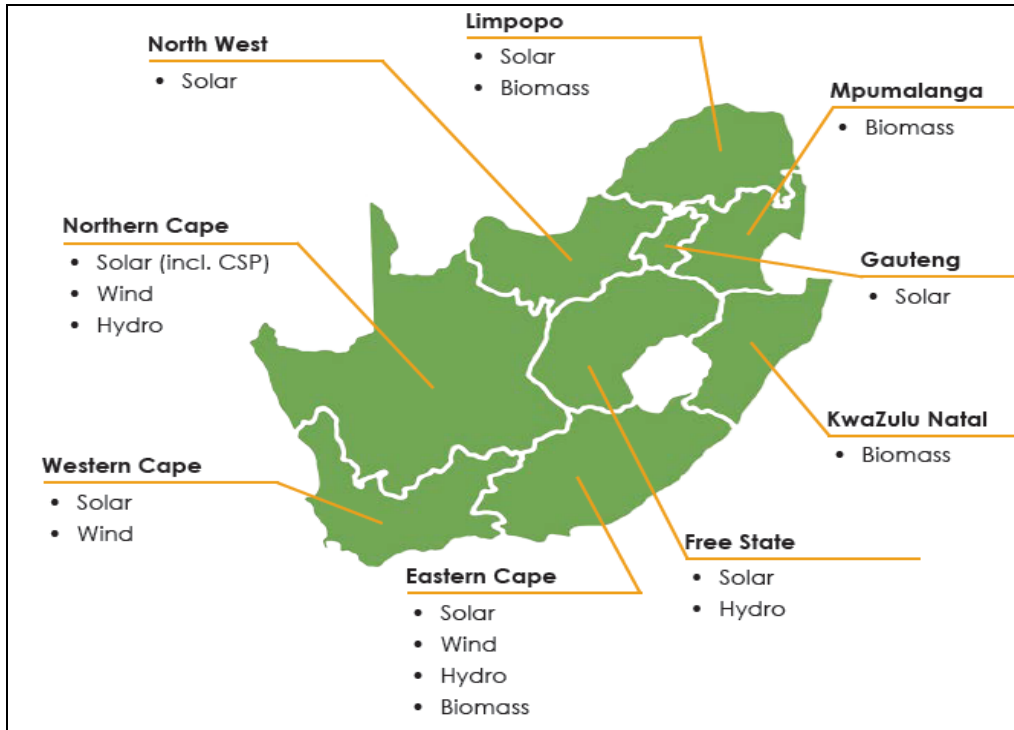 Limpopo
• Solar
• Biomass
North West
• Solar
Mpumalanga
• Biomass
Northern Cape
• Solar (incl. CSP)
• Wind
• Hydro
Gauteng
• Solar
KwaZulu Natal
• Biomass
Western Cape
• Solar
• Wind
Free State
• Solar
• Hydro
Eastern Cape
• Solar
• Wind
• Hydro
• Biomass